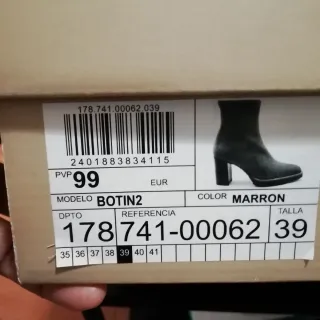 178.741.00062.039
2401883834115
PVP 99 EUR
MODELO BOTIN2 COLOR MARRON
DPTO REFERENCIA TALLA
178 741-00062 39
35 36 37 38 39 40 41